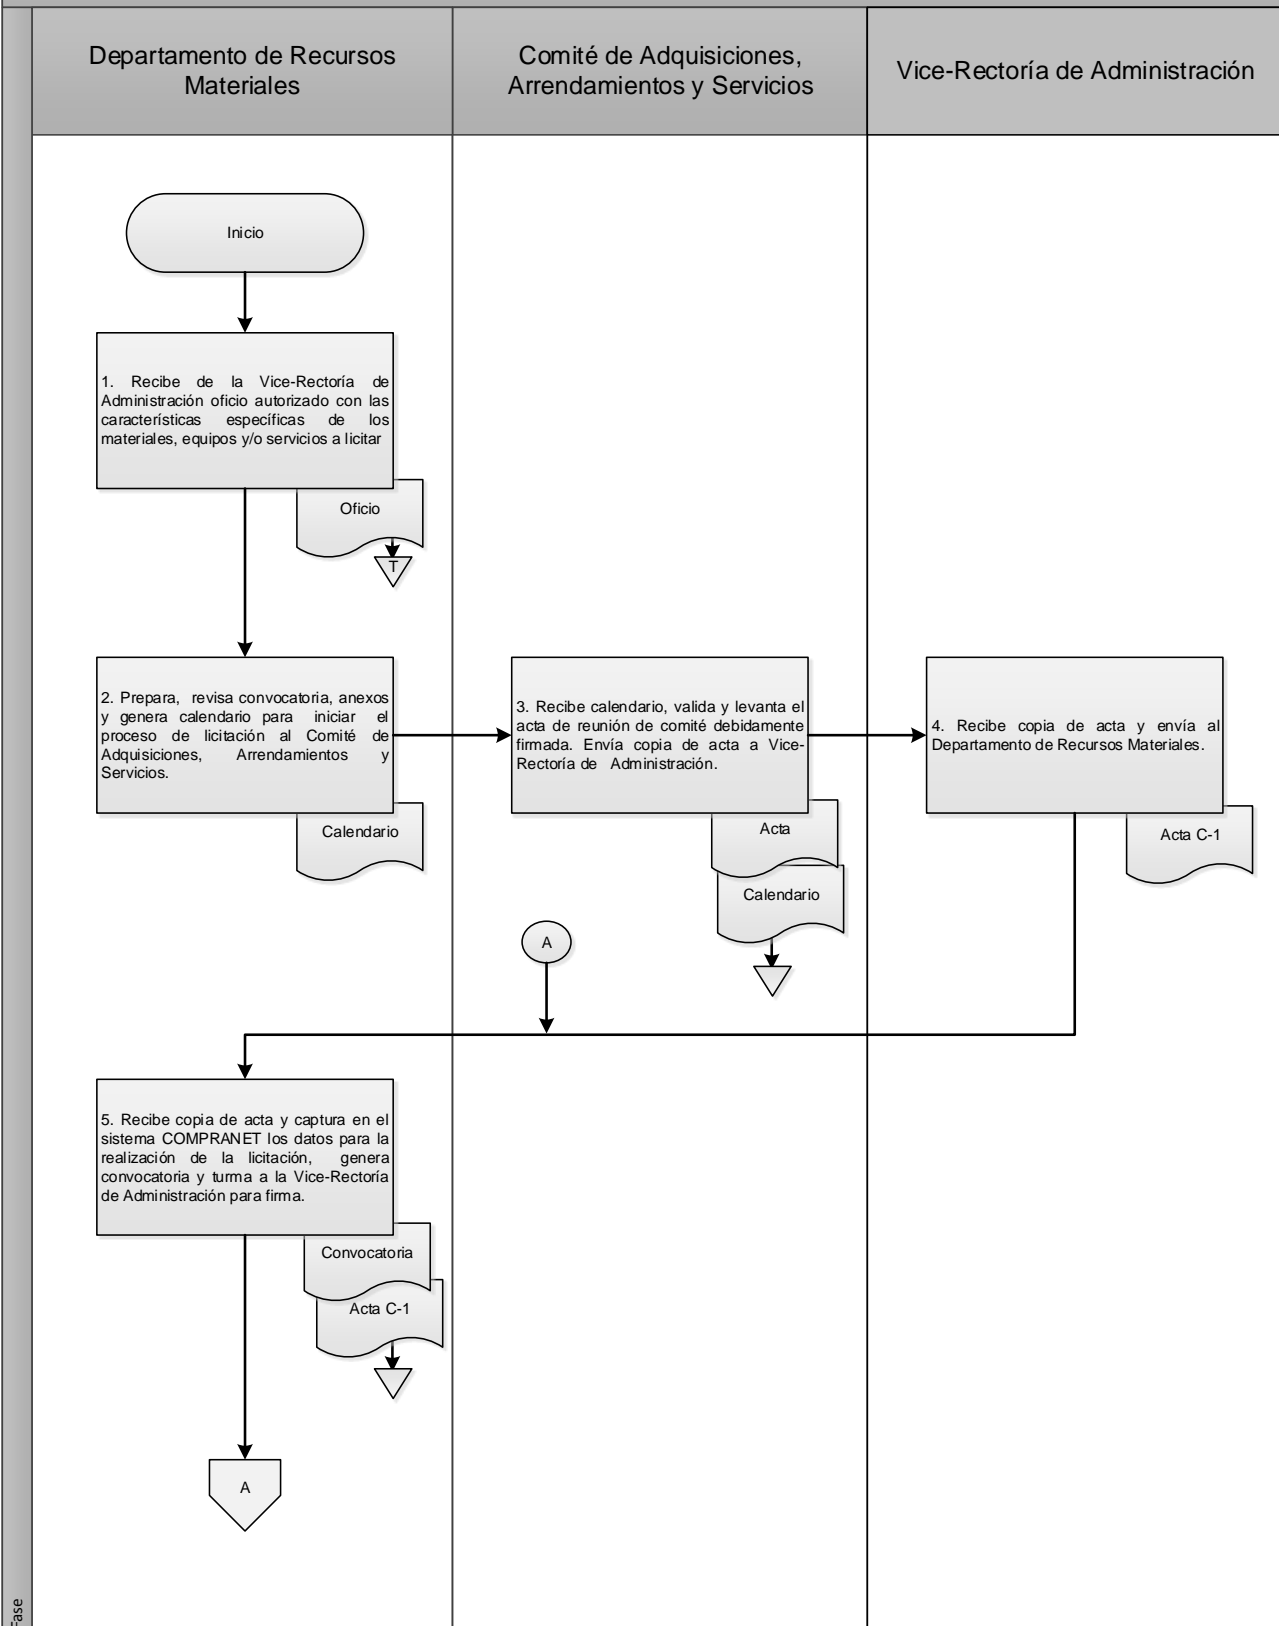 Departamento de Recursos
Materiales
Comité de Adquisiciones,
Arrendamientos y Servicios
Vice-Rectoría de Administración
Inicio
1. Recibe de la Vice-Rectoría de
Administración oficio autorizado con las
características específicas de los
materiales, equipos y/o servicios a licitar
Oficio
T
2. Prepara, revisa convocatoria, anexos
y genera calendario para iniciar el
proceso de licitación al Comité de
Adquisiciones, Arrendamientos y
Servicios.
Calendario
3. Recibe calendario, valida y levanta el
acta de reunión de comité debidamente
firmada. Envía copia de acta a Vice-
Rectoría de Administración.
Acta
Calendario
4. Recibe copia de acta y envía al
Departamento de Recursos Materiales.
Acta C-1
A
5. Recibe copia de acta y captura en el
sistema COMPRANET los datos para la
realización de la licitación, genera
convocatoria y turma a la Vice-Rectoría
de Administración para firma.
Convocatoria
Acta C-1
A
Fase